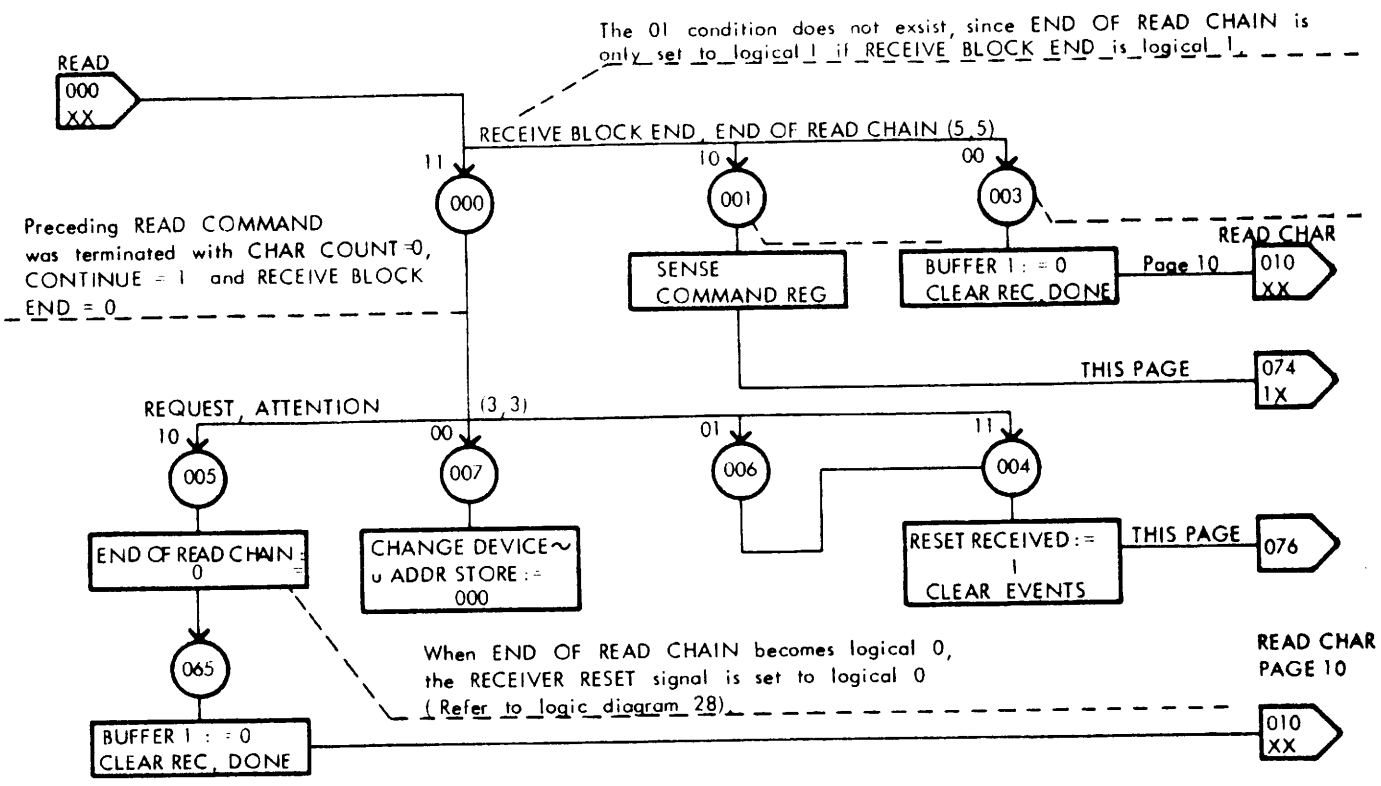 The 01 condition does not exsist, since END OF READ CHAIN is
only set to logical 1 if RECEIVE BLOCK END is logical 1.
READ
000
XX
RECEIVE BLOCK END, END OF READ CHAIN (5,5)
11
10
00
000
001
003
Preceding READ COMMAND
was terminated with CHAR COUNT=0,
CONTINUE = 1 and RECEIVE BLOCK
END = 0
SENSE
COMMAND REG
BUFFER 1 : = 0
CLEAR REC, DONE
Page 10
READ CHAR
010
XX
THIS PAGE
074
1X
REQUEST, ATTENTION (3,3)
10
00
01
11
005
007
006
004
END OF READ CHAIN :=
0
CHANGE DEVICE~
υ ADDR STORE :=
000
RESET RECEIVED :=
1
CLEAR EVENTS
THIS PAGE
076
065
When END OF READ CHAIN becomes logical 0,
the RECEIVER RESET signal is set to logical 0
(Refer to logic diagram 28).
READ CHAR
PAGE 10
BUFFER 1 : = 0
CLEAR REC, DONE
010
XX